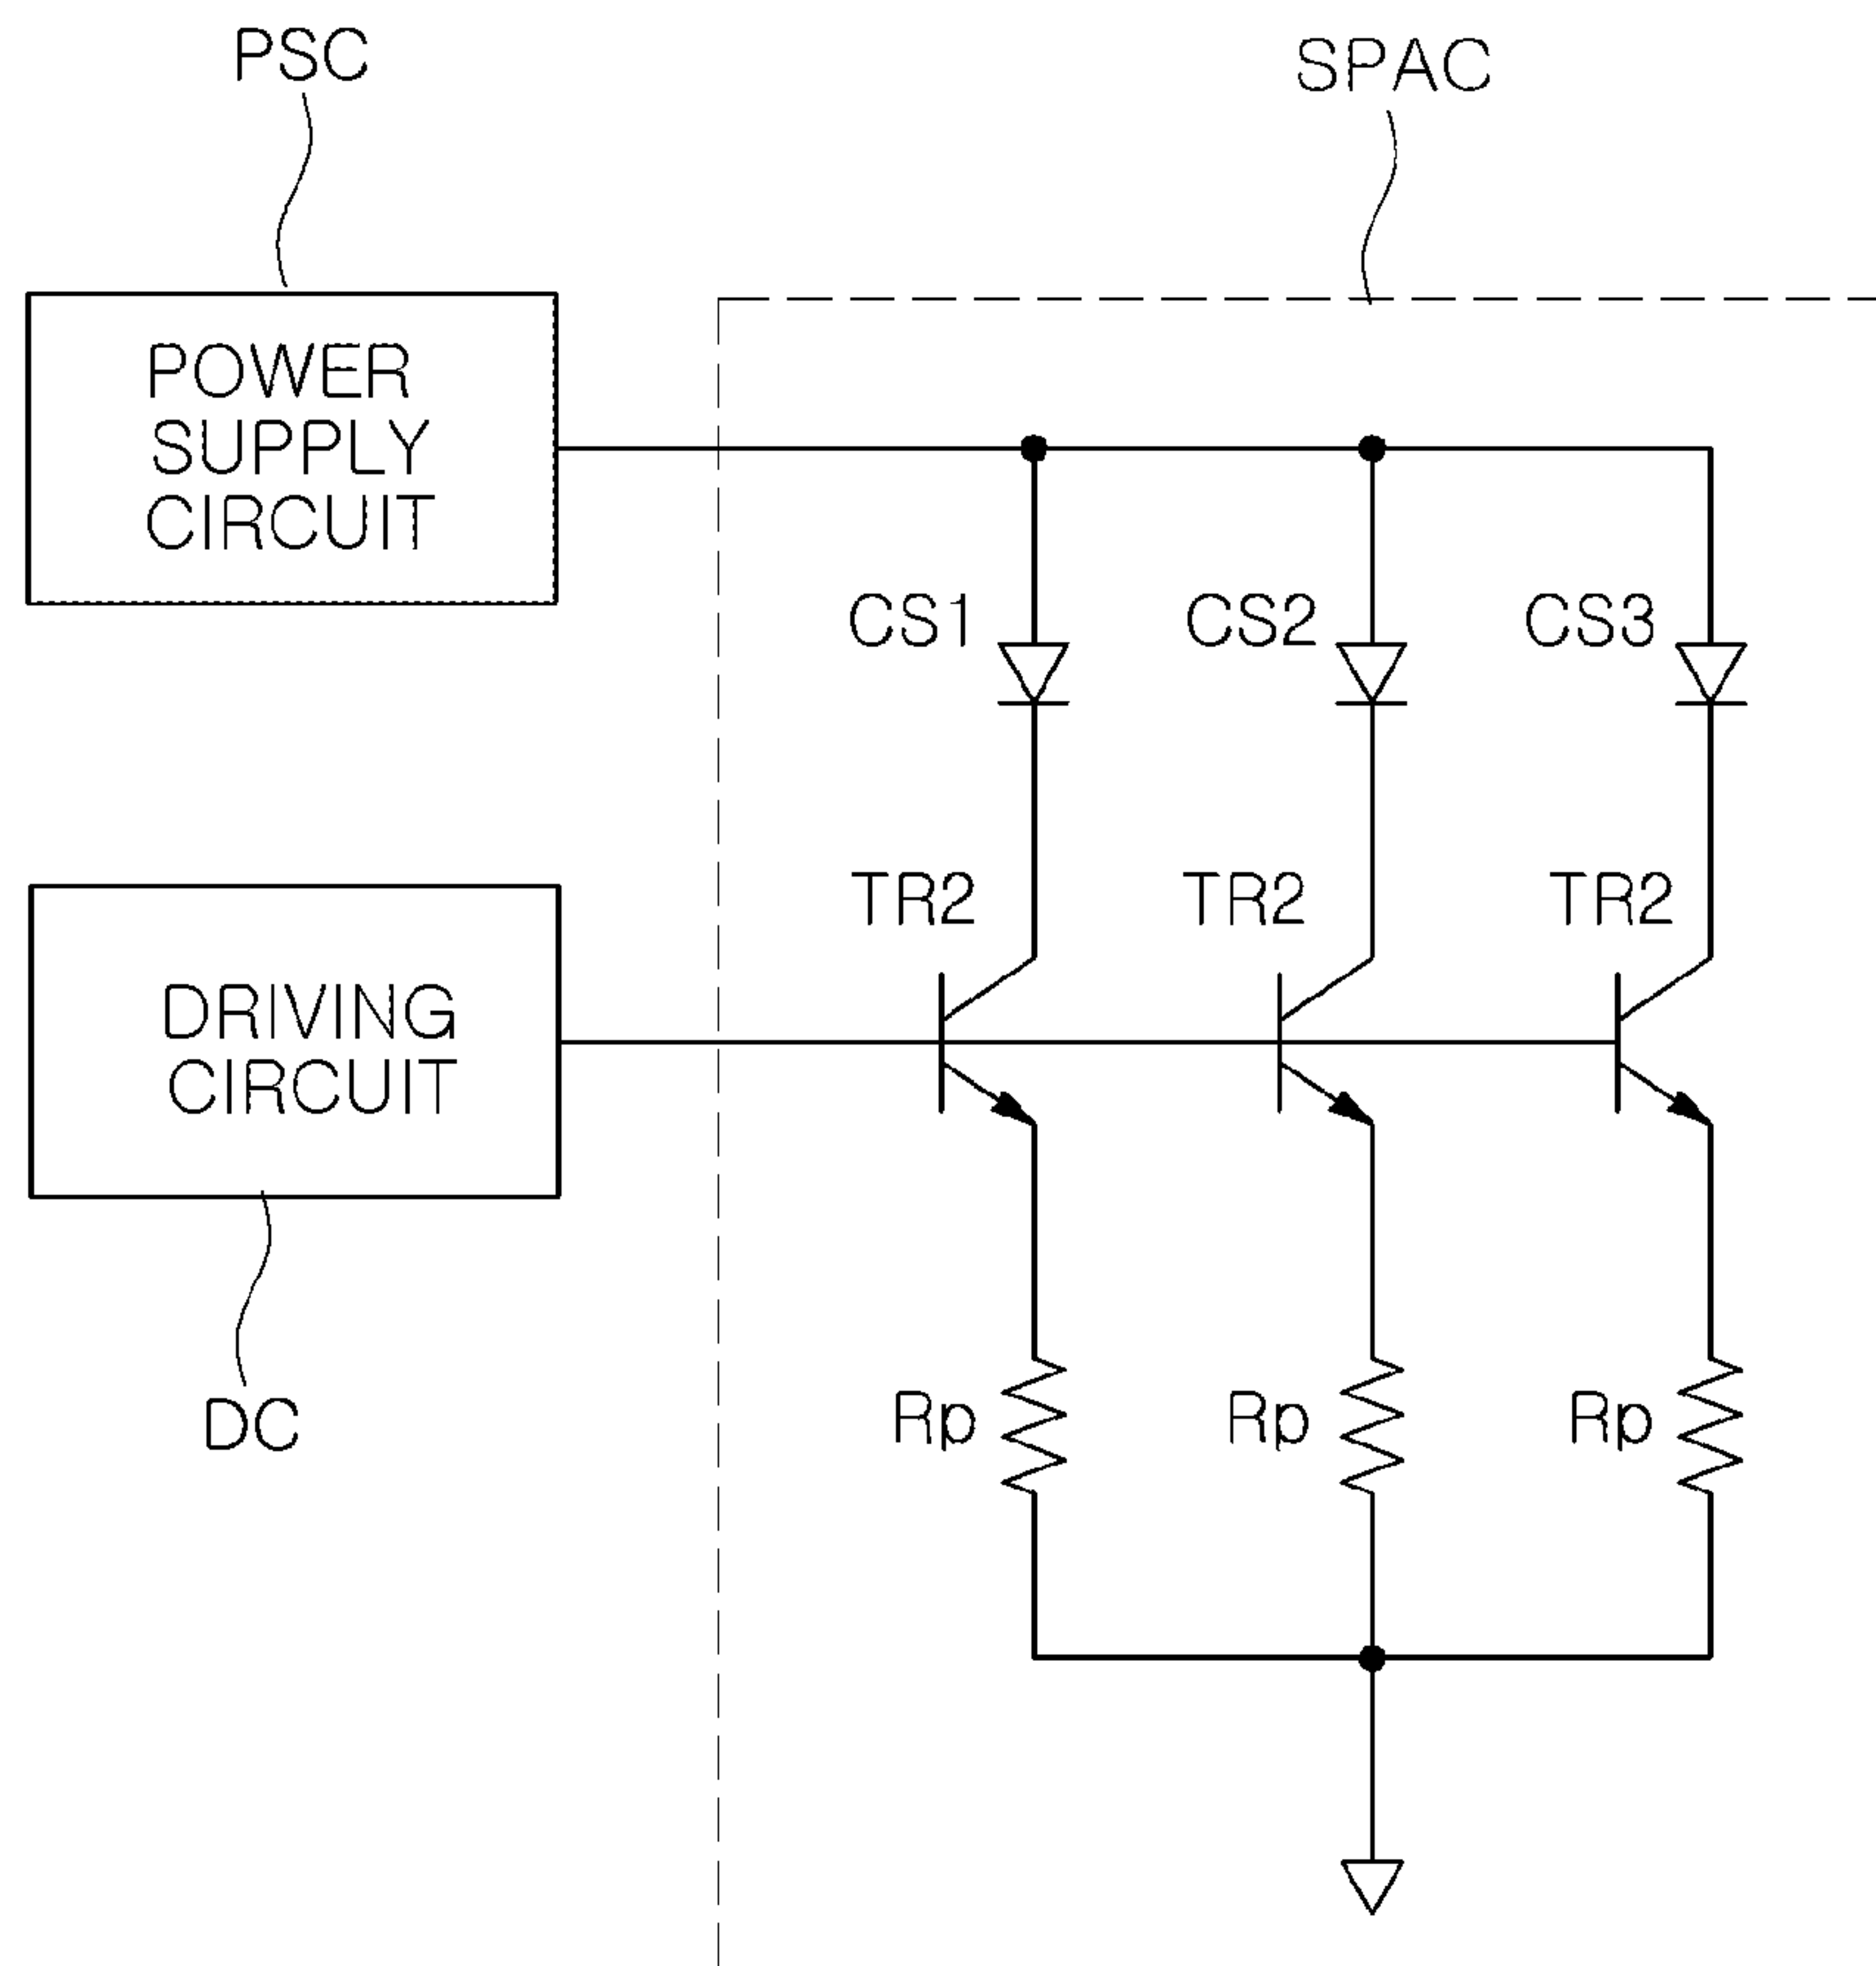 PSC
SPAC
POWER
SUPPLY
CIRCUIT
CS1
CS2
CS3
TR2
TR2
TR2
DRIVING
CIRCUIT
Rp
Rp
Rp
DC